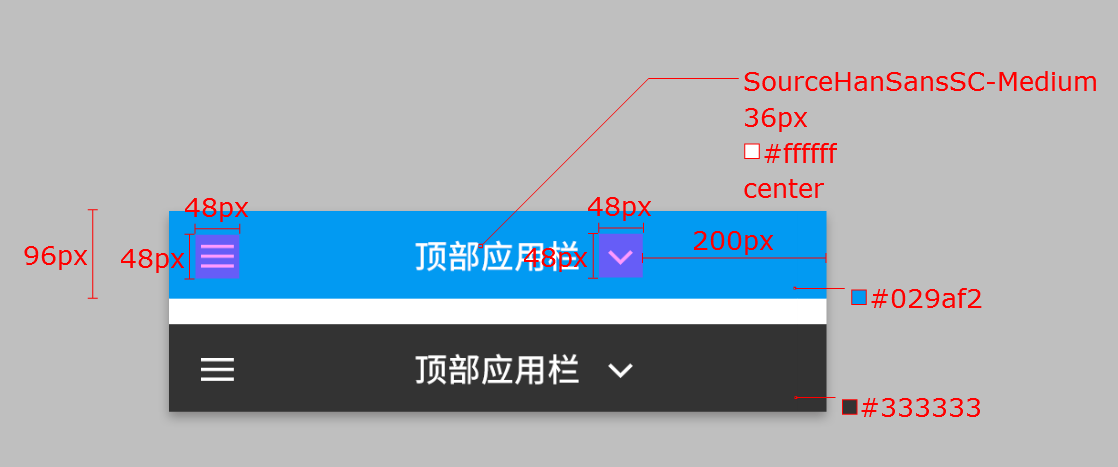 SourceHanSansSC-Medium
36px
#ffffff
center
48px
48px
96px
48px
顶部应用栏
48px
200px
#029af2
顶部应用栏
#333333